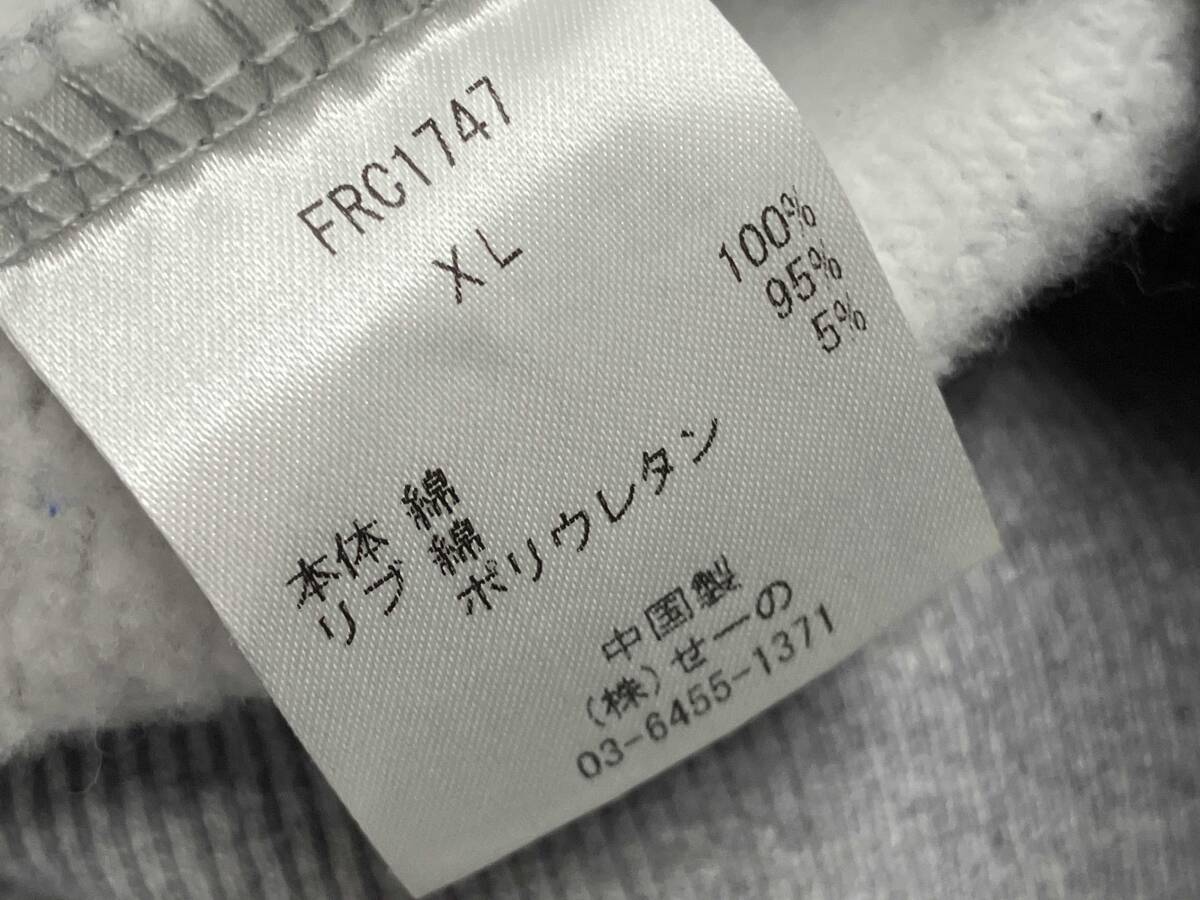 FRC1747
XL
本体 綿 100%
リブ 綿 95%
ポリウレタン 5%
中国製
(株)せーの
03-6455-1371